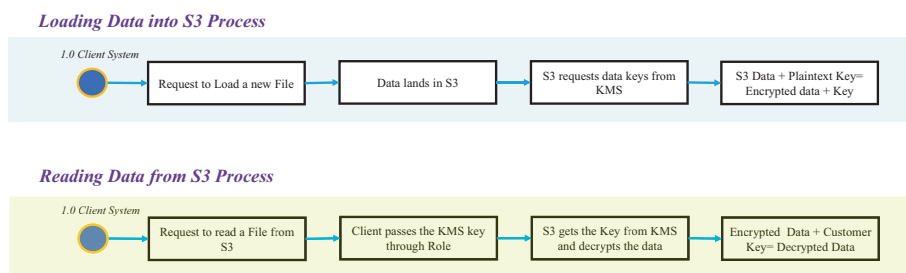 Loading Data into S3 Process
1.0 Client System
Request to Load a new File
Data lands in S3
S3 requests data keys from
KMS
S3 Data + Plaintext Key=
Encrypted data + Key
Reading Data from S3 Process
1.0 Client System
Request to read a File from
S3
Client passes the KMS key
through Role
S3 gets the Key from KMS
and decrypts the data
Encrypted Data + Customer
Key= Decrypted Data